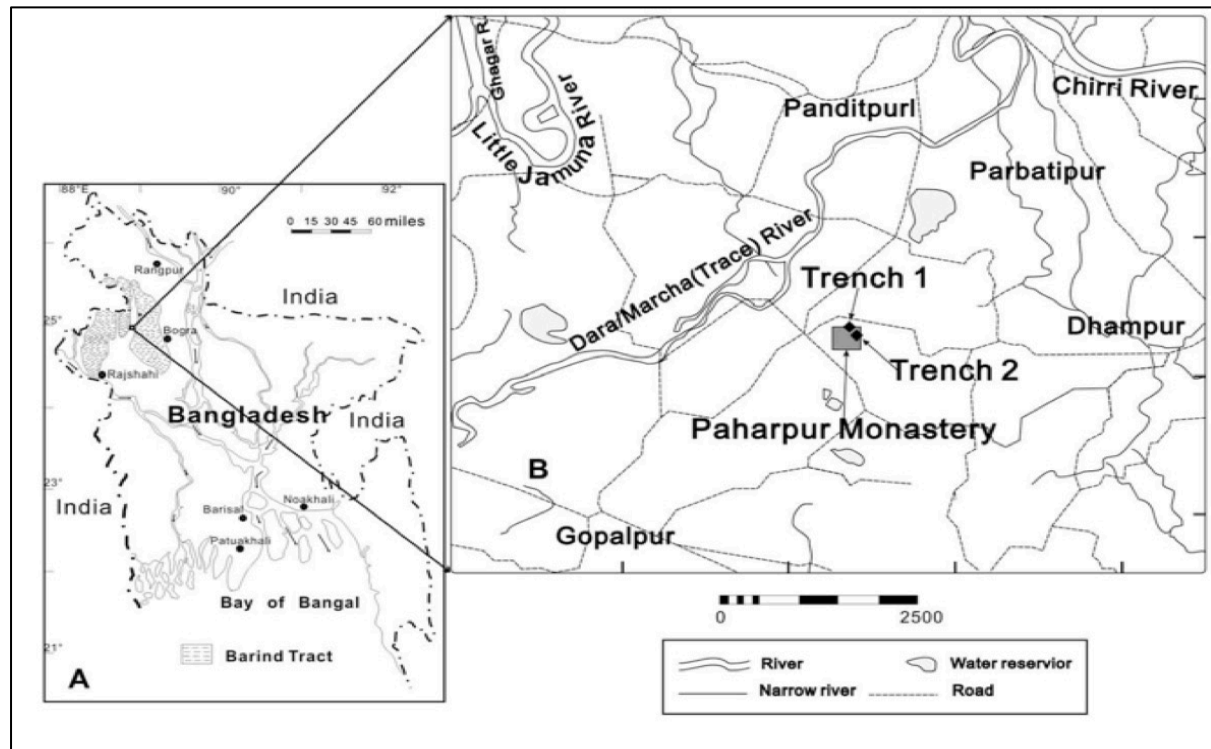 88°E
90°
92°
0 15 30 45 60 miles
Rangpur
India
25°
Bogra
Rajshahi
Bangladesh
India
India
23°
India
Noakhali
Barisal
Patuakhali
Bay of Bangal
21°
Barind Tract
A
Ghagar R.
Little Jamuna River
Panditpurl
Chirri River
Parbatipur
Dara/Marcha(Trace) River
Trench 1
Dhampur
Trench 2
Paharpur Monastery
B
Gopalpur
0 2500
River
Water reservior
Narrow river
Road